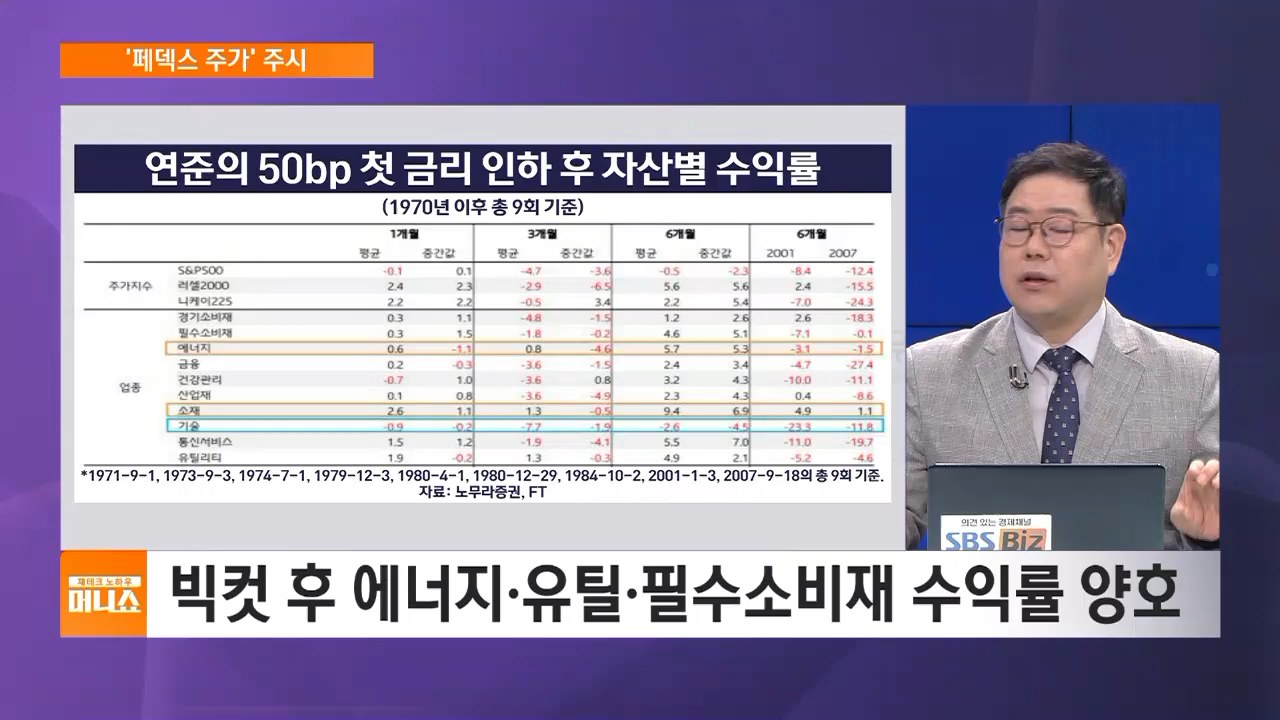 '페덱스 주가' 주시
연준의 50bp 첫 금리 인하 후 자산별 수익률
(1970년 이후 총 9회 기준)
1개월 3개월 6개월 6개월
평균 중간값 평균 중간값 평균 중간값 2001 2007
S&P500 -0.1 0.1 -4.7 -3.6 -0.5 -2.3 -8.4 -12.4
주가지수 러셀2000 2.4 2.3 -2.9 -6.5 5.6 5.6 2.4 -15.5
니케이225 2.2 2.2 -0.5 3.4 2.2 5.4 -7.0 -24.3
경기소비재 0.3 1.1 -4.8 -1.5 1.2 2.6 2.6 -18.3
필수소비재 0.3 1.5 -1.8 -0.2 4.6 5.1 -7.1 -0.1
에너지 0.6 -1.1 0.8 -4.6 5.7 5.3 -3.1 -1.5
금융 0.2 -0.3 -3.6 -1.5 2.4 3.4 -4.7 -27.4
업종 건강관리 -0.7 1.0 -3.6 0.8 3.2 4.3 -10.0 -11.1
산업재 0.1 0.8 -3.6 -4.9 2.3 4.3 0.4 -8.6
소재 2.6 1.1 1.3 -0.5 9.4 6.9 4.9 1.1
기술 -0.9 -0.2 -7.7 -1.9 -2.6 -4.5 -23.3 -11.8
통신서비스 1.5 1.2 -1.9 -4.1 5.5 7.0 -11.0 -19.7
유틸리티 1.9 -0.2 1.3 -0.3 4.9 2.1 -5.2 -4.6
*1971-9-1, 1973-9-3, 1974-7-1, 1979-12-3, 1980-4-1, 1980-12-29, 1984-10-2, 2001-1-3, 2007-9-18의 총 9회 기준.
자료: 노무라증권, FT
의견 있는 경제채널
SBS Biz
재테크 노하우
머니쇼
빅컷 후 에너지·유틸·필수소비재 수익률 양호